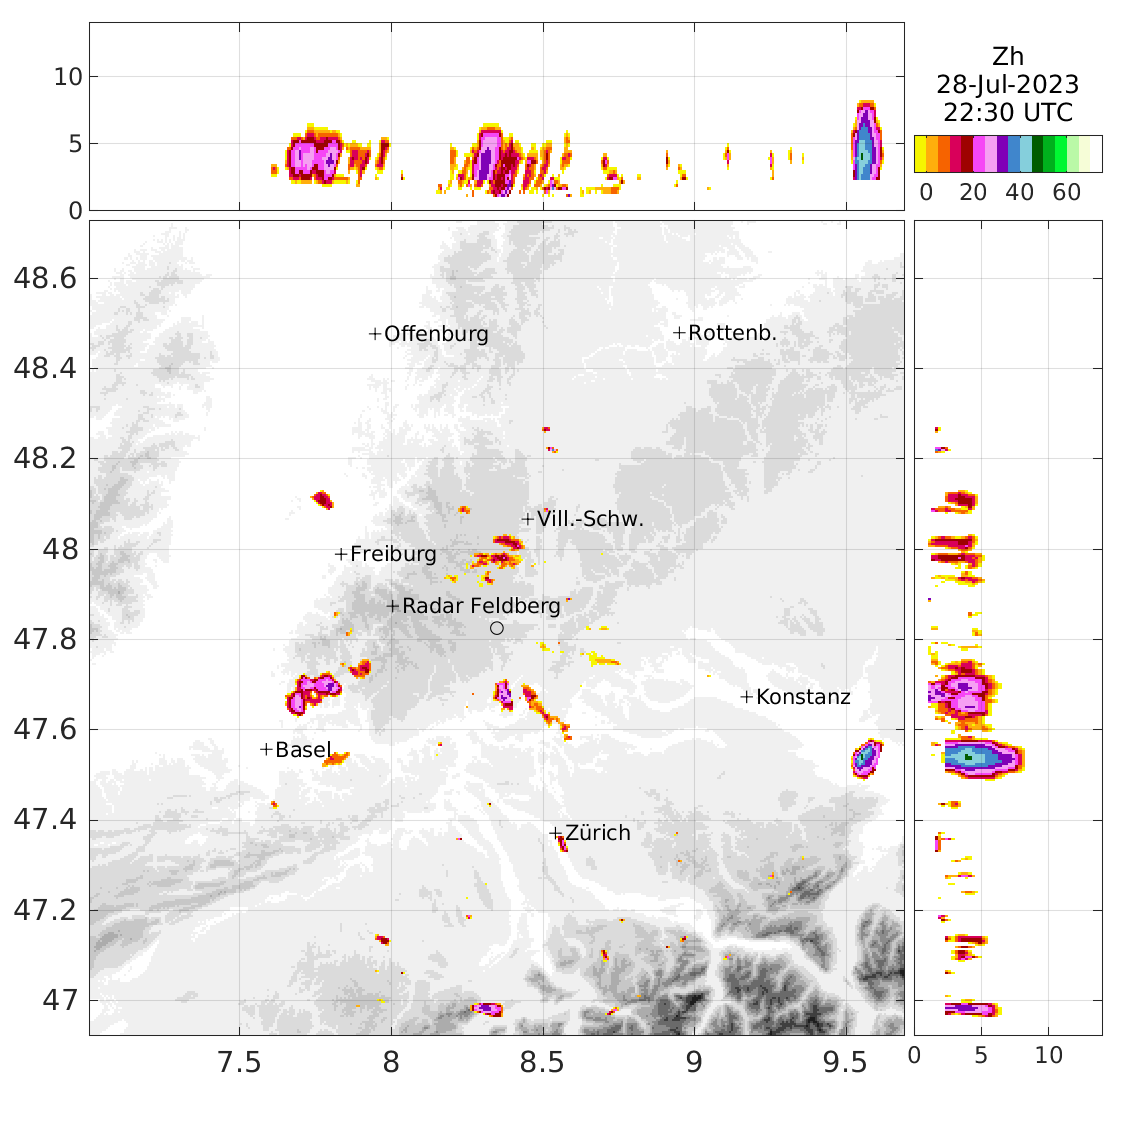 Zh
28-Jul-2023
22:30 UTC
0 20 40 60
10
5
0
48.6
48.4
48.2
48
47.8
47.6
47.4
47.2
47
Offenburg
Rottenb.
Vill.-Schw.
Freiburg
Radar Feldberg
Konstanz
Basel
Zürich
7.5 8 8.5 9 9.5
0 5 10